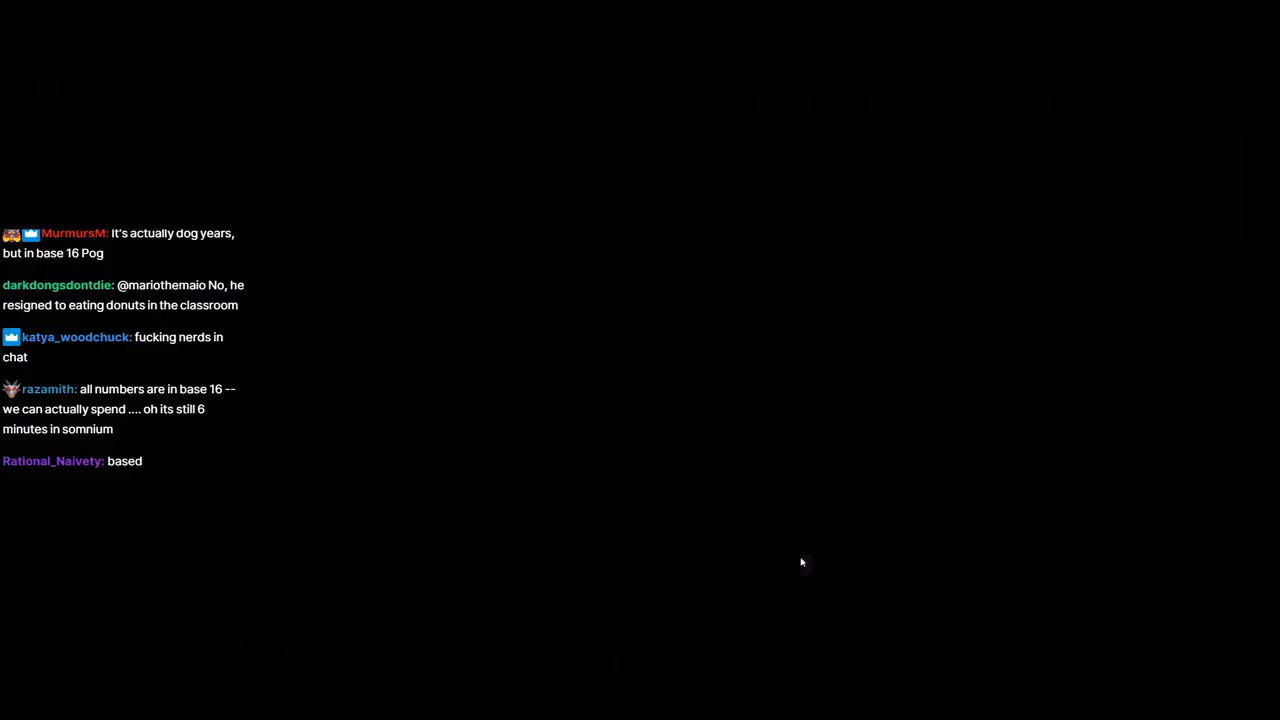 MurmursM: It's actually dog years,
but in base 16 Pog
darkdongsdontdie: @mariothemaio No, he
resigned to eating donuts in the classroom
katya_woodchuck: fucking nerds in
chat
razamith: all numbers are in base 16 --
we can actually spend .... oh its still 6
minutes in somnium
Rational_Naivety: based